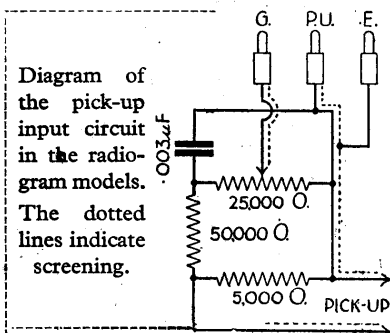 G. P.U. E.
Diagram of
the pick-up
input circuit
in the radio-
gram models.
The dotted
lines indicate
screening.
.003µF
25,000 Ω.
50,000 Ω.
5,000 Ω.
PICK-UP